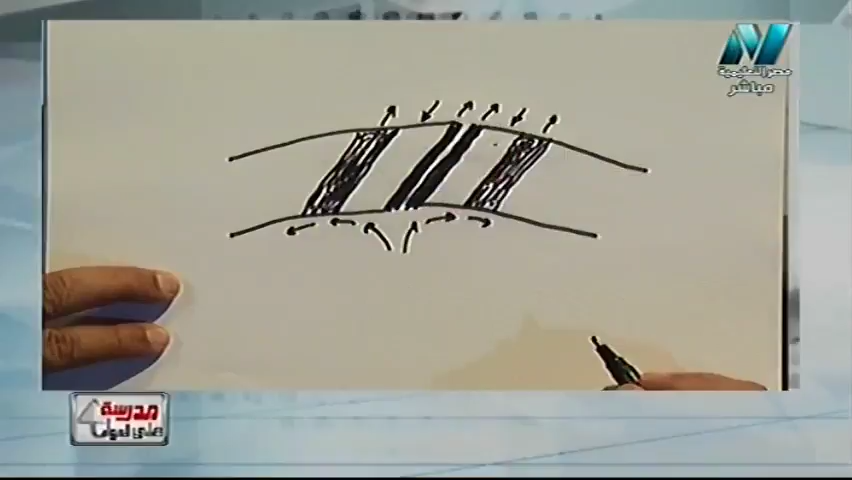 مصر التعليمية
مباشر
مدرسة
على الهواء